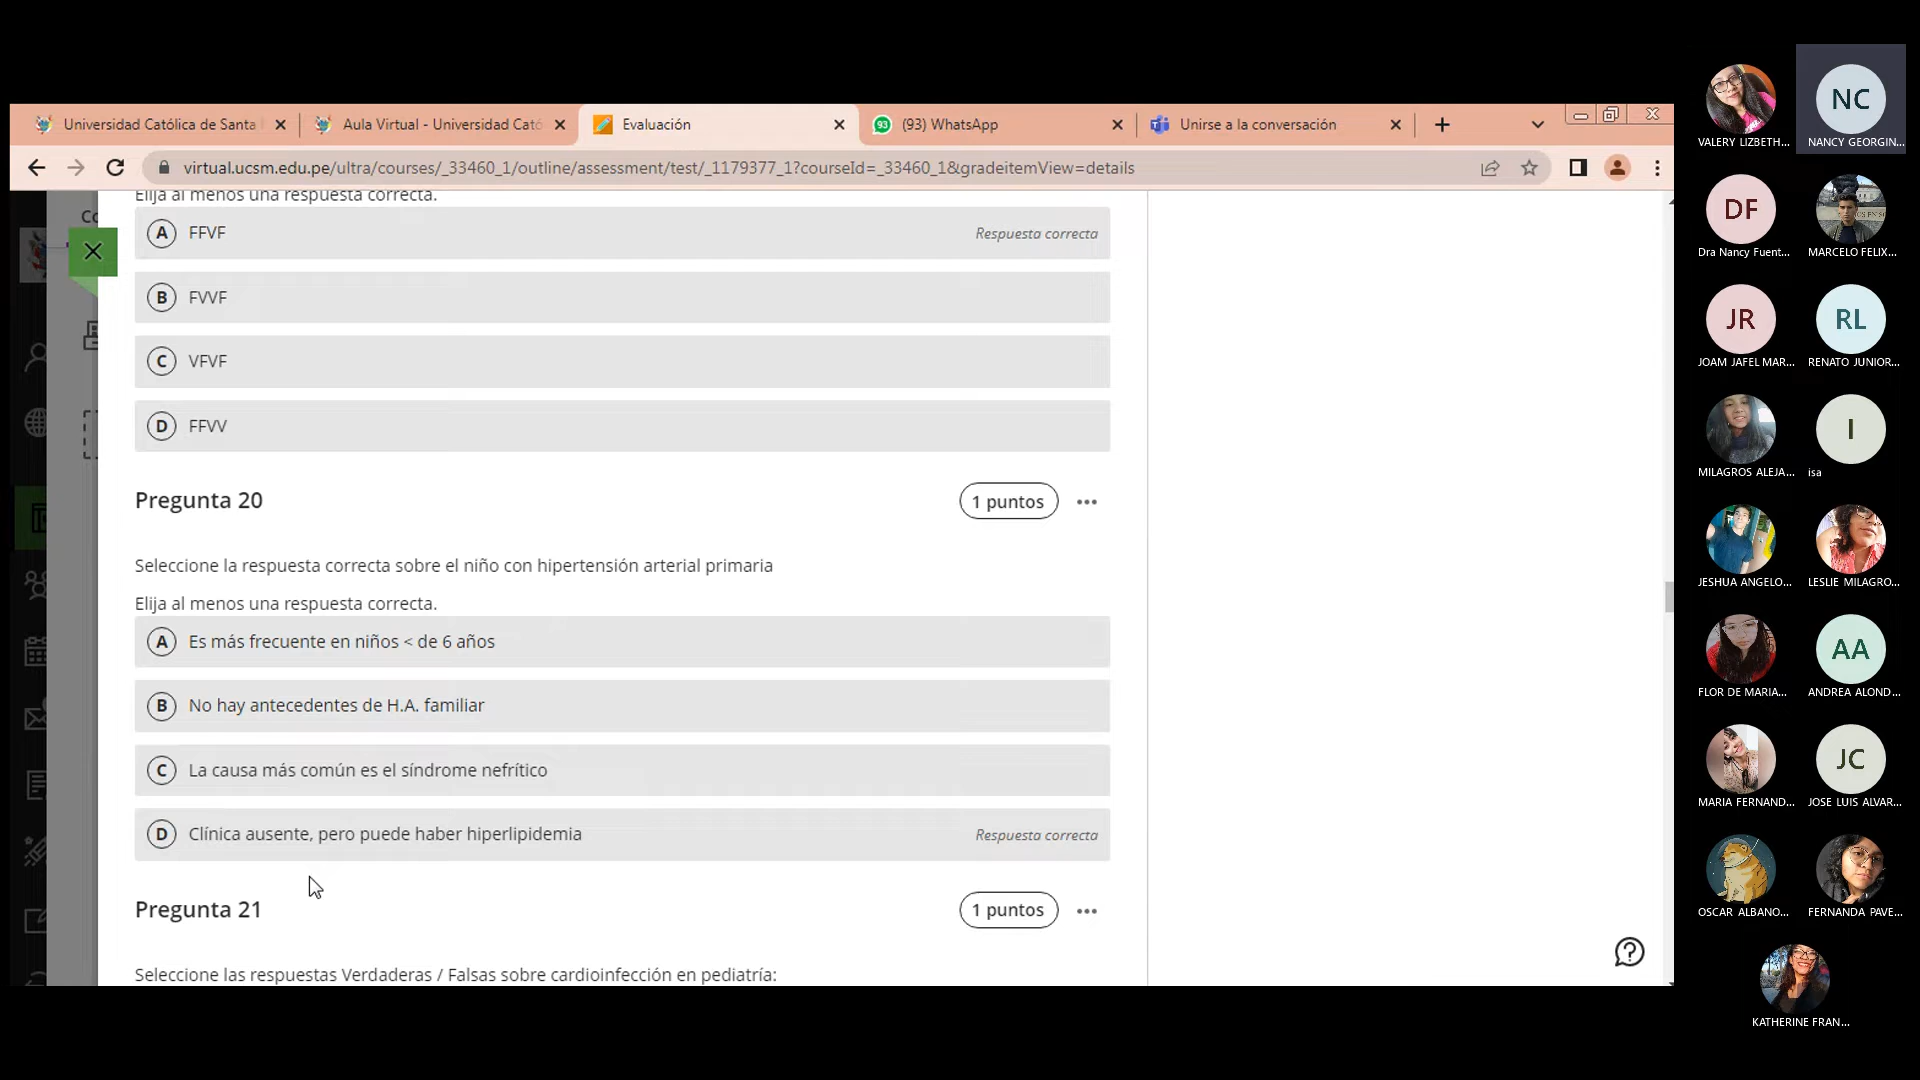 Universidad Católica de Santa
Aula Virtual - Universidad Cató
Evaluación
(93) WhatsApp
Unirse a la conversación
virtual.ucsm.edu.pe/ultra/courses/_33460_1/outline/assessment/test/_1179377_1?courseId=_33460_1&gradeitemView=details
Elija al menos una respuesta correcta.
A FFVF Respuesta correcta
B FVVF
C VFVF
D FFVV
Pregunta 20 1 puntos
Seleccione la respuesta correcta sobre el niño con hipertensión arterial primaria
Elija al menos una respuesta correcta.
A Es más frecuente en niños < de 6 años
B No hay antecedentes de H.A. familiar
C La causa más común es el síndrome nefrítico
D Clínica ausente, pero puede haber hiperlipidemia Respuesta correcta
Pregunta 21 1 puntos
Seleccione las respuestas Verdaderas / Falsas sobre cardioinfección en pediatría:
VALERY LIZBETH...
NC
NANCY GEORGIN...
DF
Dra Nancy Fuent...
MARCELO FELIX...
JR
JOAM JAFEL MAR...
RL
RENATO JUNIOR...
MILAGROS ALEJA...
I
isa
JESHUA ANGELO...
LESLIE MILAGRO...
FLOR DE MARIA...
AA
ANDREA ALOND...
MARIA FERNAND...
JC
JOSE LUIS ALVAR...
OSCAR ALBANO...
FERNANDA PAVE...
KATHERINE FRAN...